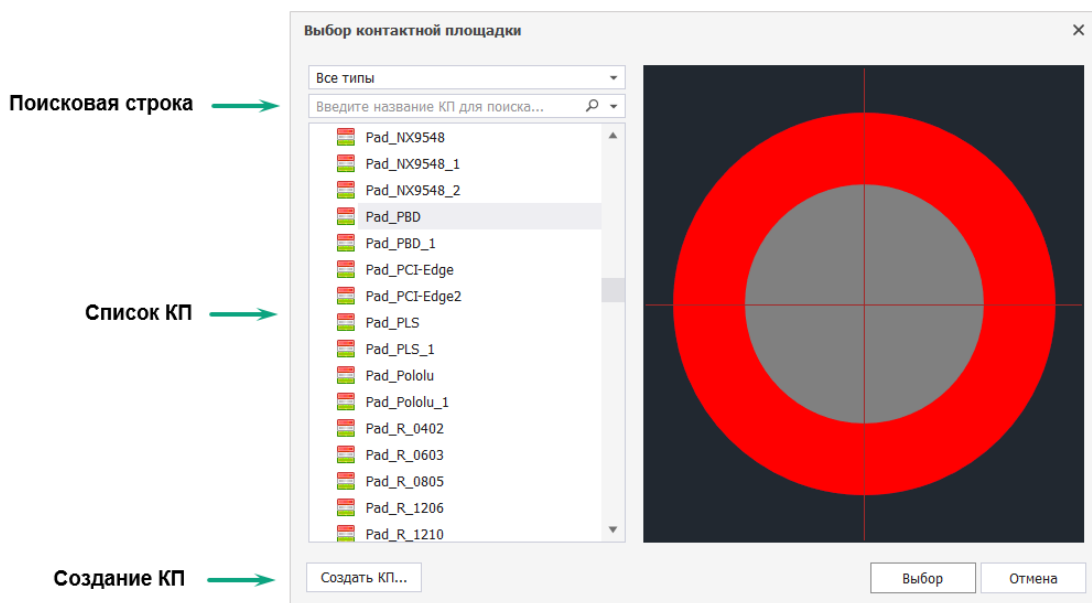 Выбор контактной площадки
Все типы
Поисковая строка
Введите название КП для поиска...
Pad_NX9548
Pad_NX9548_1
Pad_NX9548_2
Pad_PBD
Pad_PBD_1
Pad_PCI-Edge
Pad_PCI-Edge2
Список КП
Pad_PLS
Pad_PLS_1
Pad_Pololu
Pad_Pololu_1
Pad_R_0402
Pad_R_0603
Pad_R_0805
Pad_R_1206
Pad_R_1210
Создание КП
Создать КП...
Выбор
Отмена